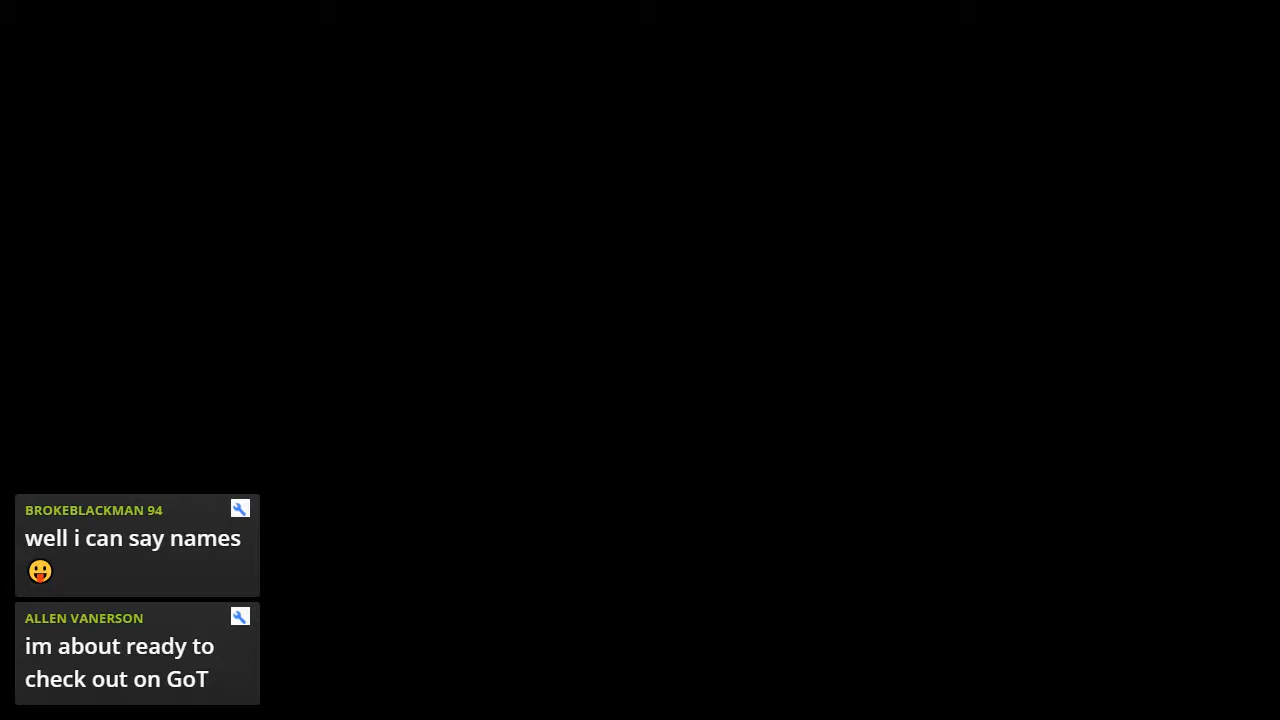 BROKEBLACKMAN 94
well i can say names
😛
ALLEN VANERSON
im about ready to
check out on GoT